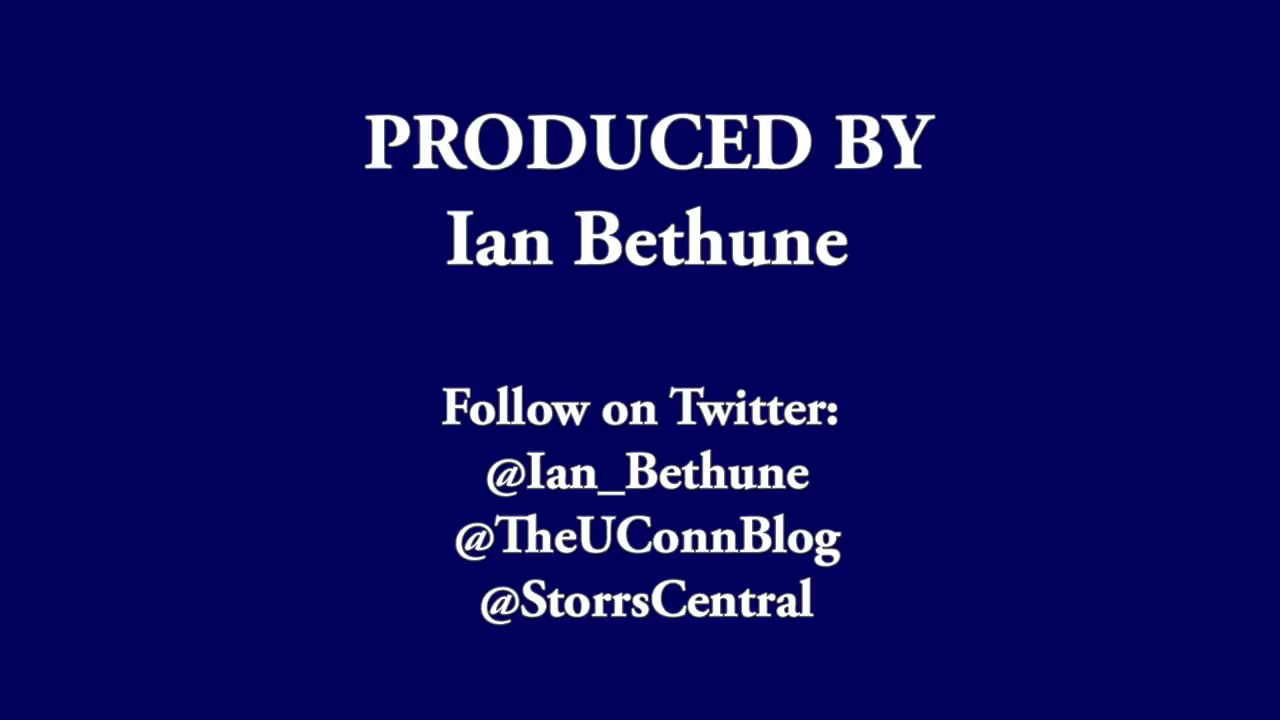 PRODUCED BY
Ian Bethune
Follow on Twitter:
@Ian_Bethune
@TheUConnBlog
@StorrsCentral